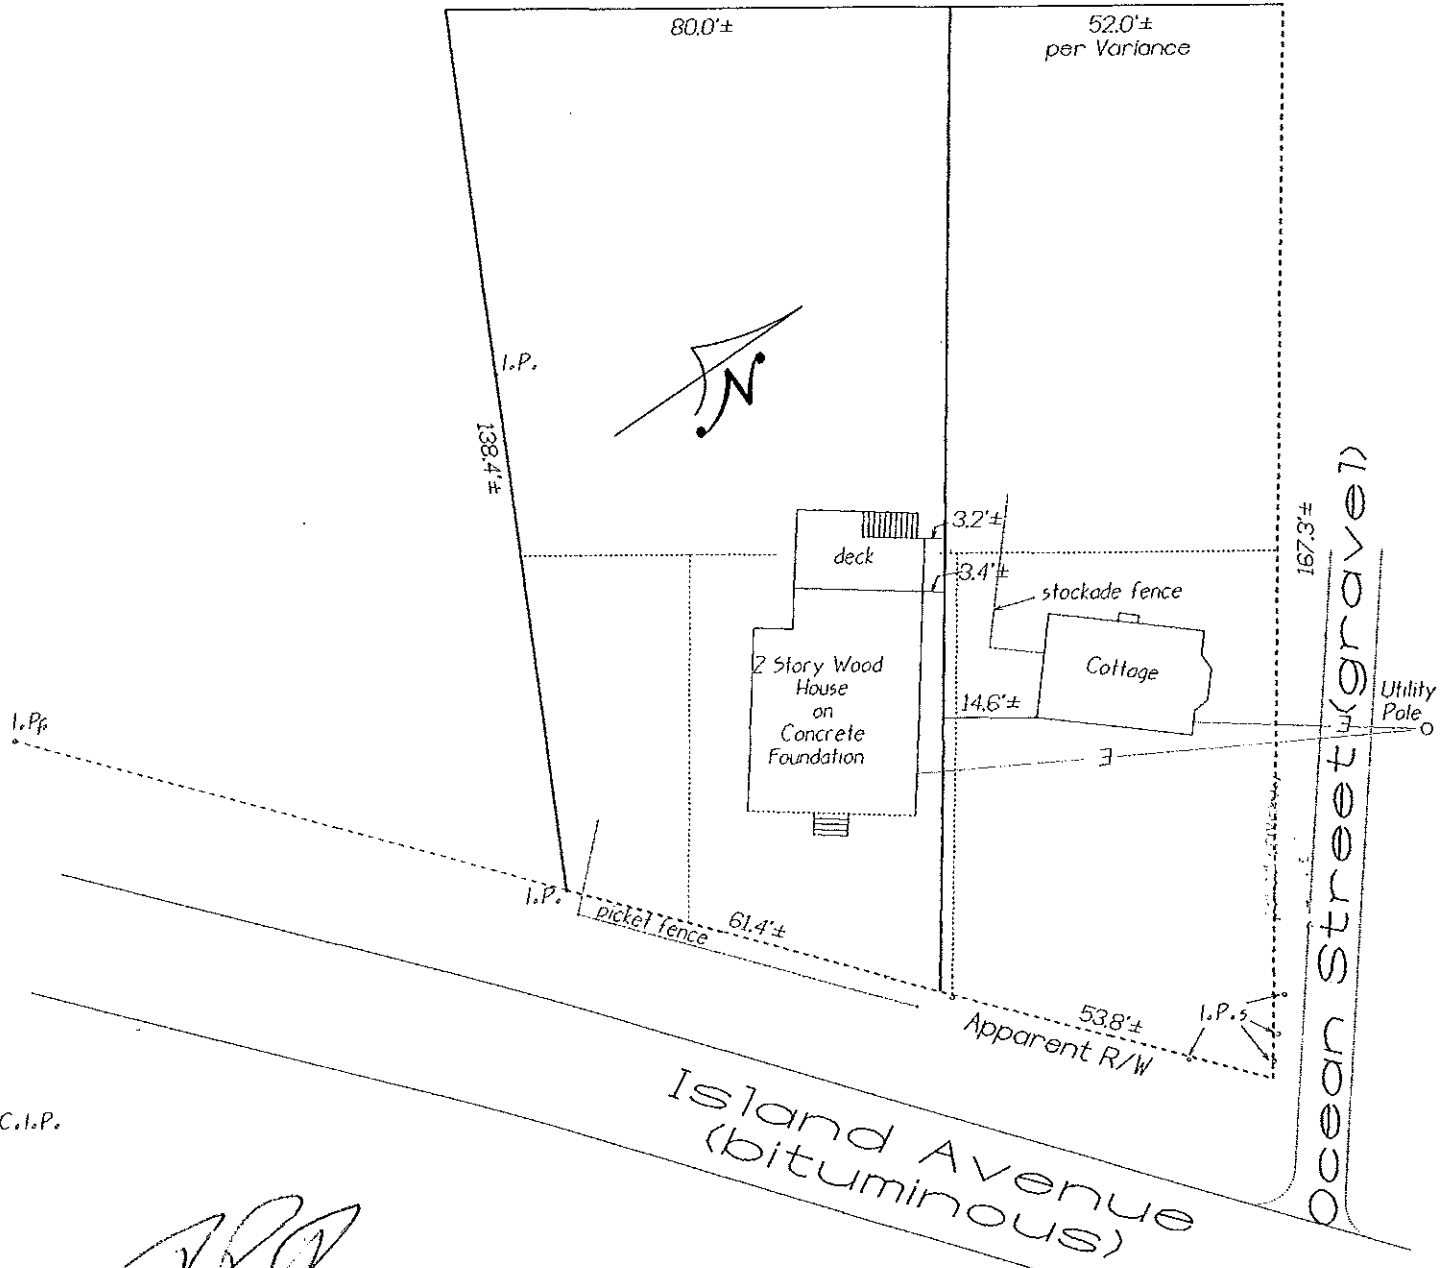 80.0'±
52.0'±
per Variance
I.P.
N
138.4'±
3.2'±
deck
3.4'±
stockade fence
167.3'±
Ocean Street (gravel)
2 Story Wood
House
on
Concrete
Foundation
Cottage
14.6'±
Utility
Pole
E
E
I.P.f.
I.P.
picket fence
61.4'±
53.8'±
I.P.s
Apparent R/W
Island Avenue
(bituminous)
C.I.P.